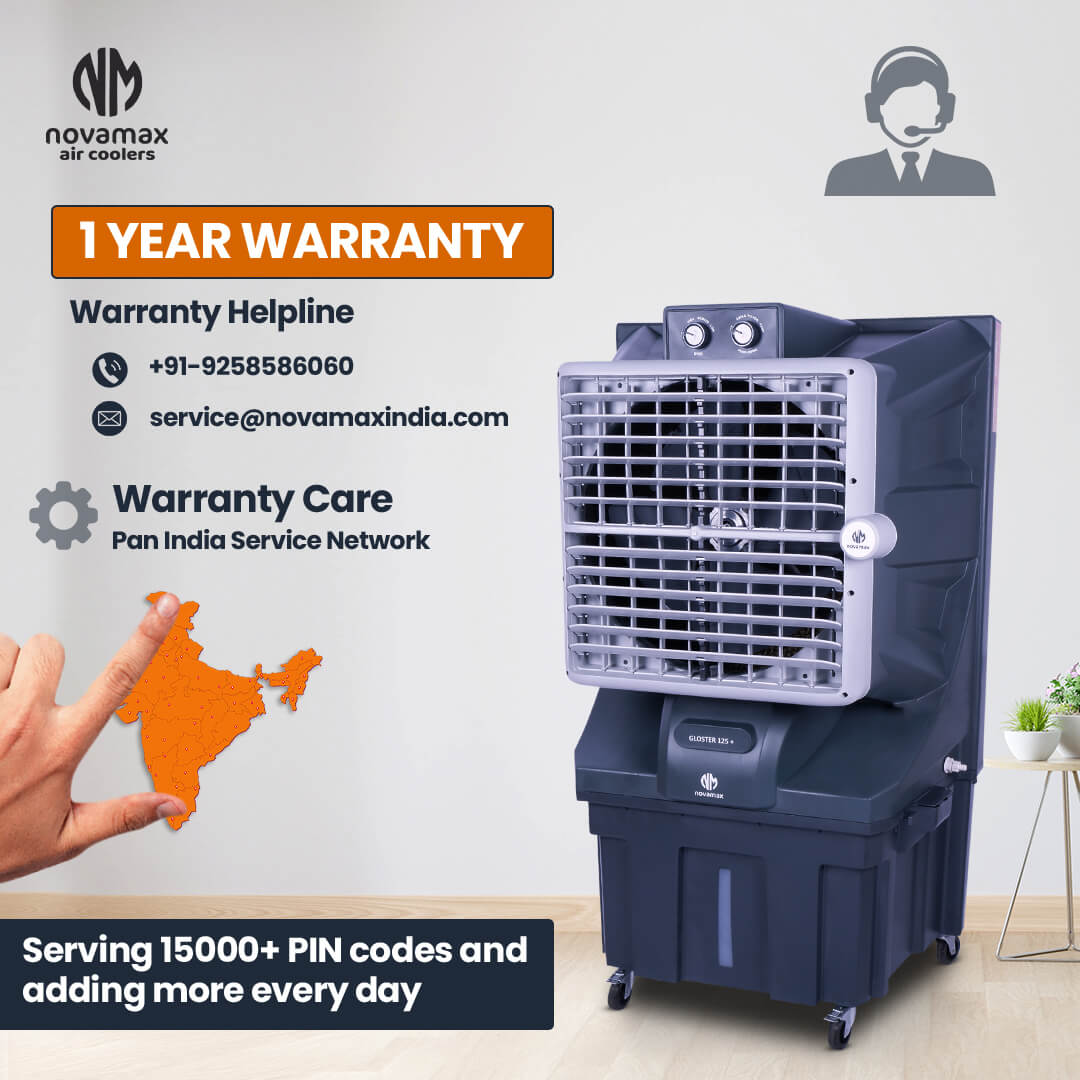 novamax
air coolers
1 YEAR WARRANTY
Warranty Helpline
+91-9258586060
service@novamaxindia.com
Warranty Care
Pan India Service Network
novamax
GLOSTER 125 +
novamax
Serving 15000+ PIN codes and
adding more every day